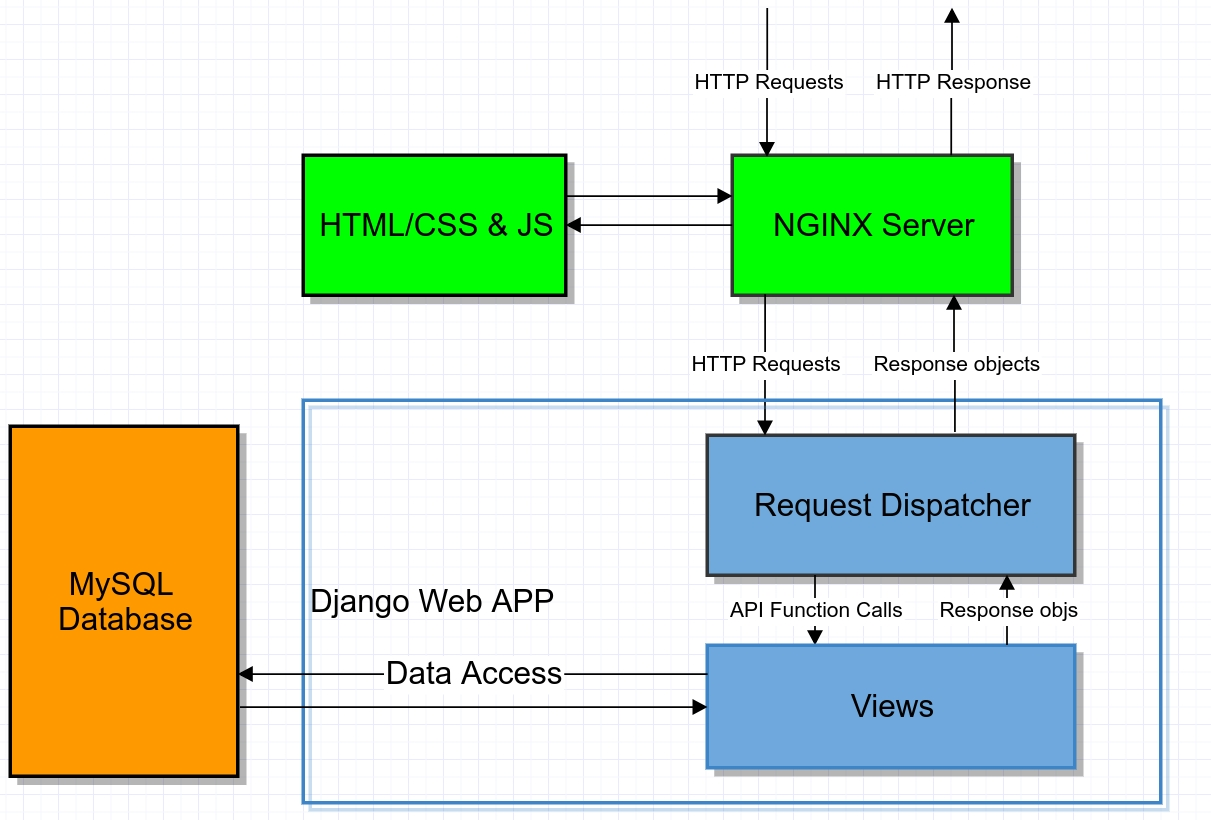 HTTP Requests
HTTP Response
HTML/CSS & JS
NGINX Server
HTTP Requests
Response objects
Request Dispatcher
MySQL
Database
Django Web APP
API Function Calls
Response objs
Data Access
Views